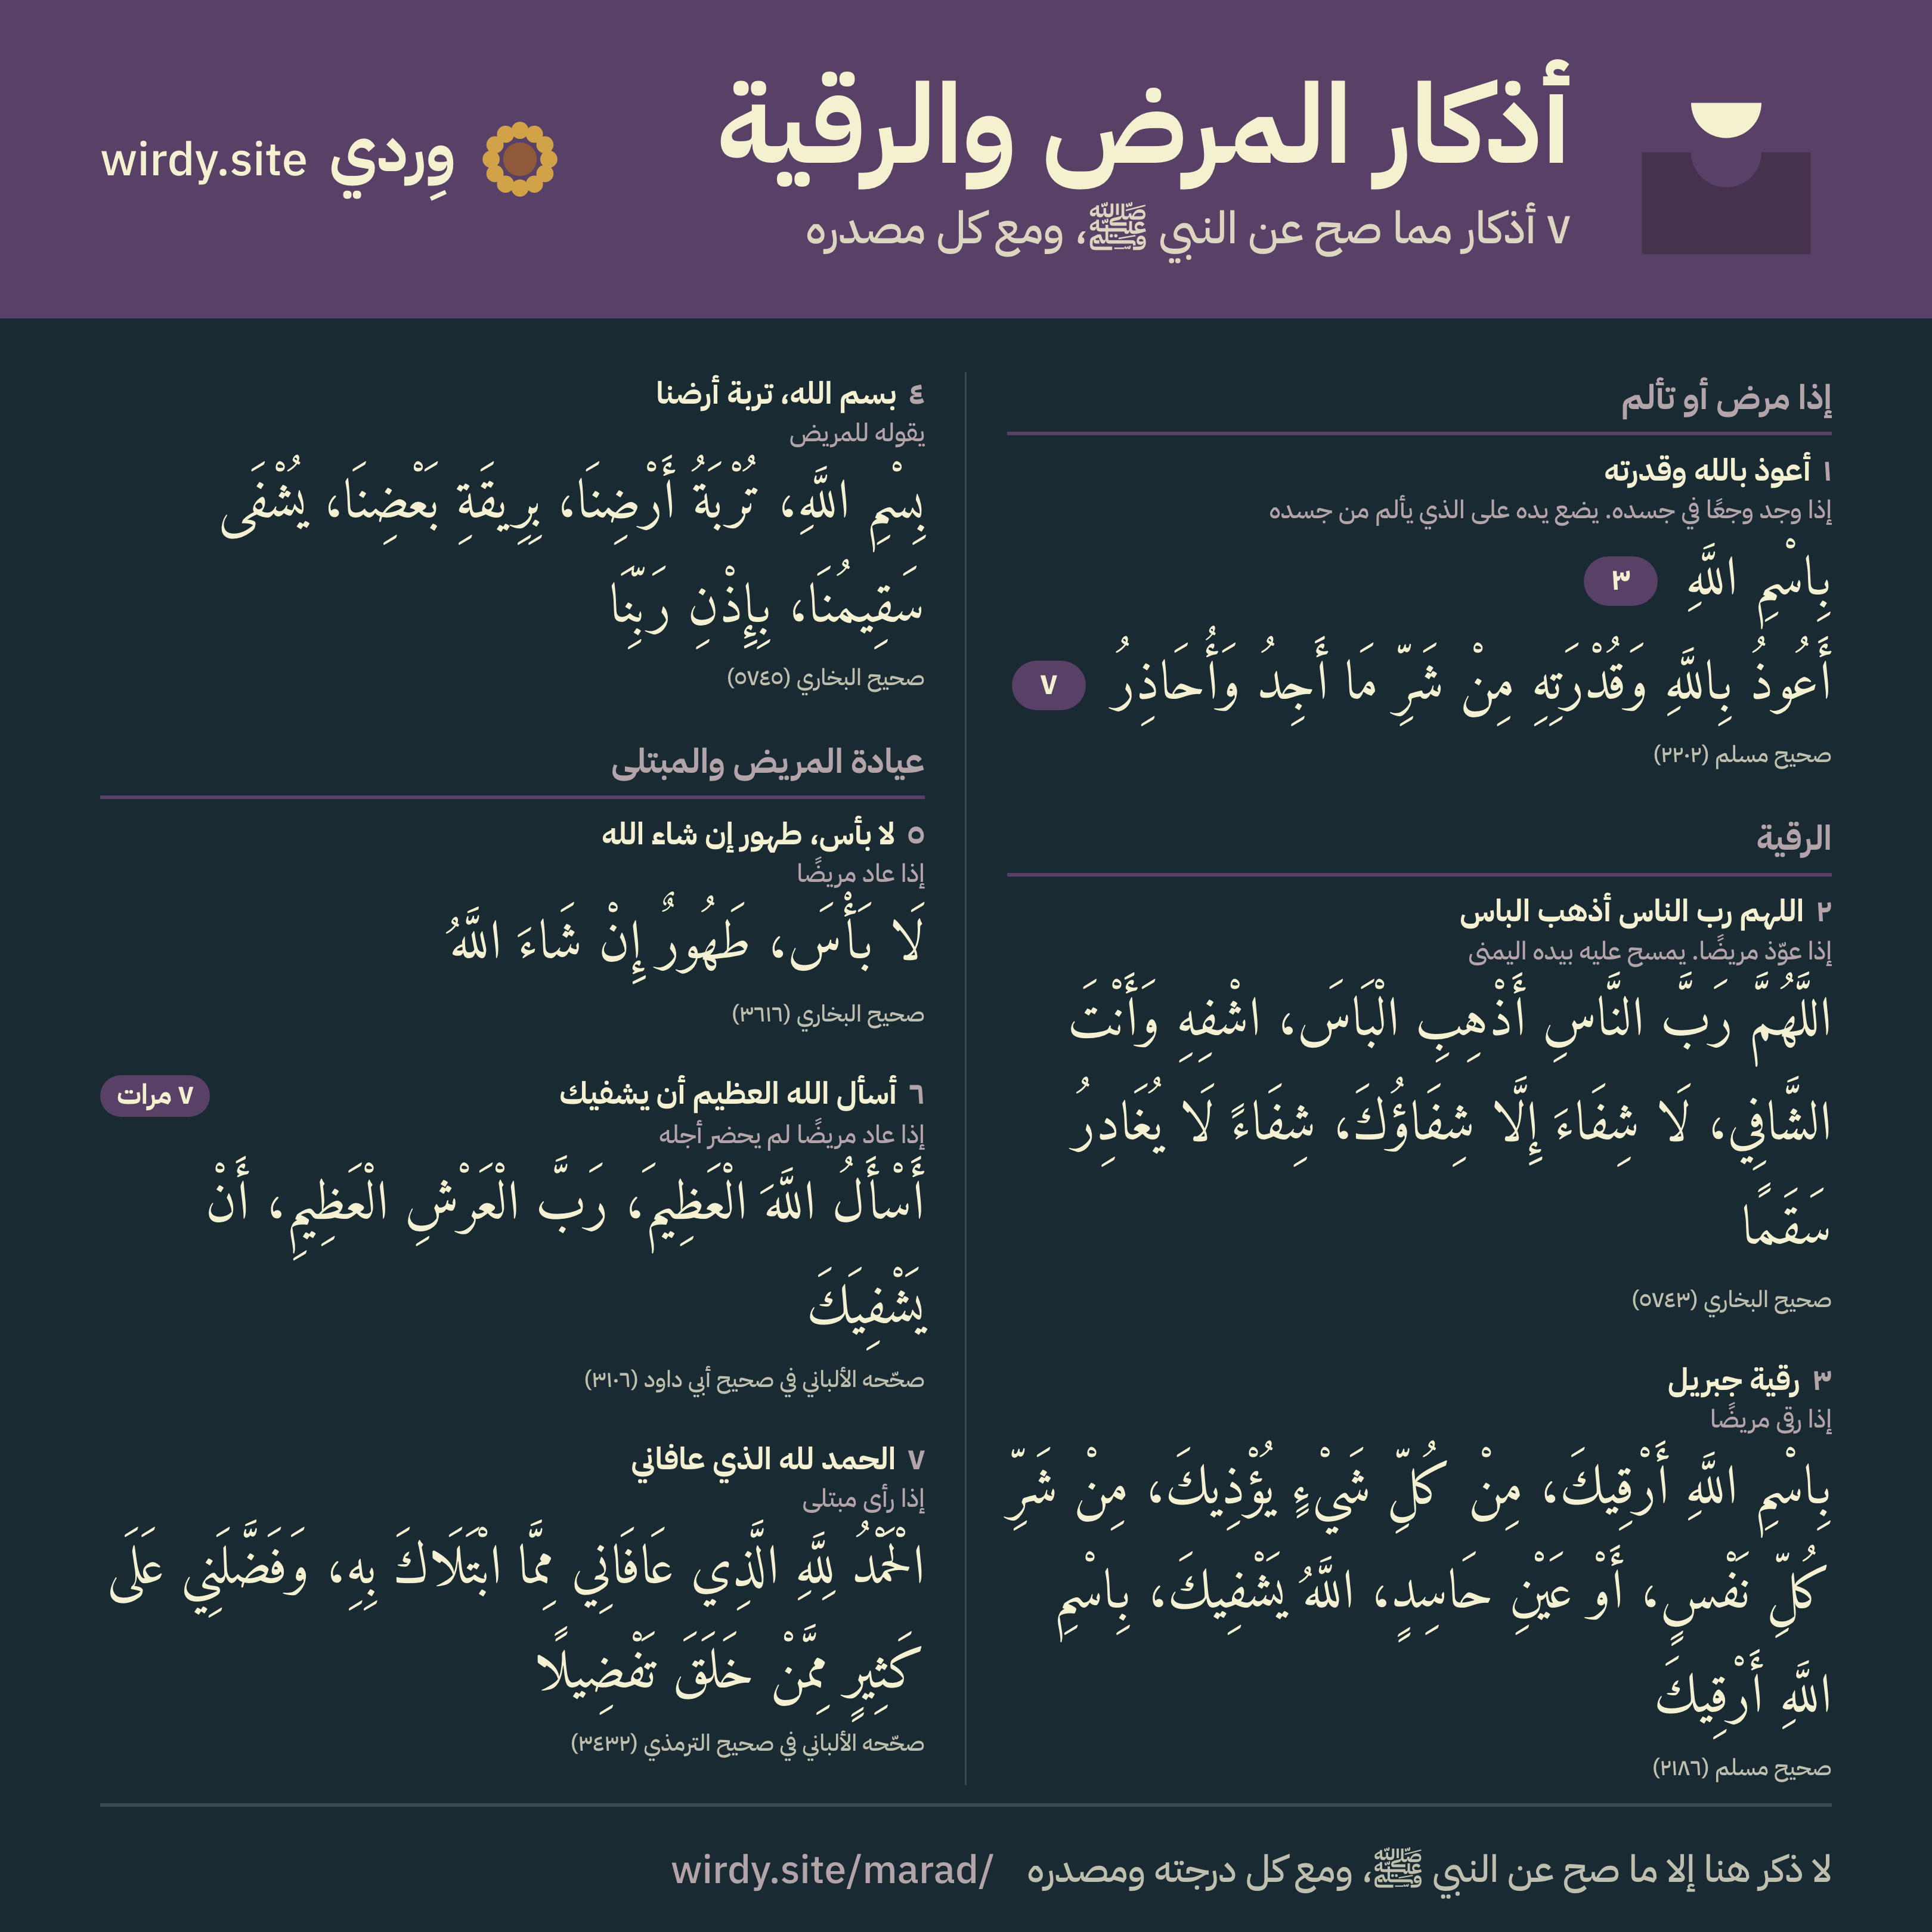 أذكار المرض والرقية
٧ أذكار مما صح عن النبي ﷺ، ومع كل مصدره
وِردي wirdy.site
إذا مرض أو تألم
١ أعوذ بالله وقدرته
إذا وجد وجعًا في جسده. يضع يده على الذي يألم من جسده
بِاسْمِ اللَّهِ ٣
أَعُوذُ بِاللَّهِ وَقُدْرَتِهِ مِنْ شَرِّ مَا أَجِدُ وَأُحَاذِرُ ٧
صحيح مسلم (٢٢٠٢)
الرقية
٢ اللهم رب الناس أذهب الباس
إذا عوّذ مريضًا. يمسح عليه بيده اليمنى
اللَّهُمَّ رَبَّ النَّاسِ أَذْهِبِ الْبَاسَ، اشْفِهِ وَأَنْتَ
الشَّافِي، لَا شِفَاءَ إِلَّا شِفَاؤُكَ، شِفَاءً لَا يُغَادِرُ
سَقَمًا
صحيح البخاري (٥٧٤٣)
٣ رقية جبريل
إذا رقى مريضًا
بِاسْمِ اللَّهِ أَرْقِيكَ، مِنْ كُلِّ شَيْءٍ يُؤْذِيكَ، مِنْ شَرِّ
كُلِّ نَفْسٍ، أَوْ عَيْنِ حَاسِدٍ، اللَّهُ يَشْفِيكَ، بِاسْمِ
اللَّهِ أَرْقِيكَ
صحيح مسلم (٢١٨٦)
٤ بسم الله، تربة أرضنا
يقوله للمريض
بِسْمِ اللَّهِ، تُرْبَةُ أَرْضِنَا، بِرِيقَةِ بَعْضِنَا، يُشْفَى
سَقِيمُنَا، بِإِذْنِ رَبِّنَا
صحيح البخاري (٥٧٤٥)
عيادة المريض والمبتلى
٥ لا بأس، طهور إن شاء الله
إذا عاد مريضًا
لَا بَأْسَ، طَهُورٌ إِنْ شَاءَ اللَّهُ
صحيح البخاري (٣٦١٦)
٦ أسأل الله العظيم أن يشفيك ٧ مرات
إذا عاد مريضًا لم يحضر أجله
أَسْأَلُ اللَّهَ الْعَظِيمَ، رَبَّ الْعَرْشِ الْعَظِيمِ، أَنْ
يَشْفِيَكَ
صحّحه الألباني في صحيح أبي داود (٣١٠٦)
٧ الحمد لله الذي عافاني
إذا رأى مبتلى
الْحَمْدُ لِلَّهِ الَّذِي عَافَانِي مِمَّا ابْتَلَاكَ بِهِ، وَفَضَّلَنِي عَلَى
كَثِيرٍ مِمَّنْ خَلَقَ تَفْضِيلًا
صحّحه الألباني في صحيح الترمذي (٣٤٣٢)
لا ذكر هنا إلا ما صح عن النبي ﷺ، ومع كل درجته ومصدره wirdy.site/marad/